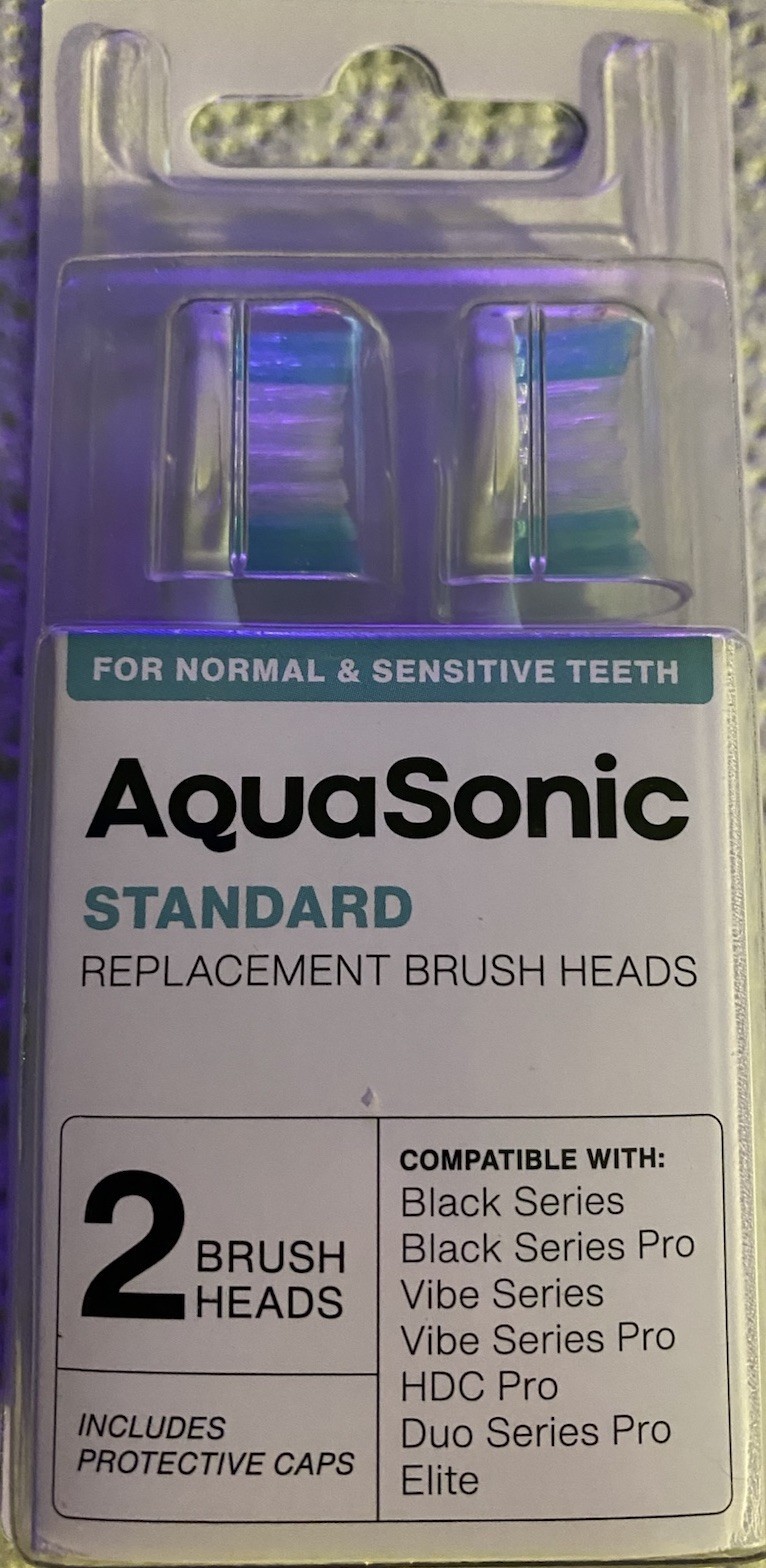 FOR NORMAL & SENSITIVE TEETH
AquaSonic
STANDARD
REPLACEMENT BRUSH HEADS
2 BRUSH
HEADS
INCLUDES
PROTECTIVE CAPS
COMPATIBLE WITH:
Black Series
Black Series Pro
Vibe Series
Vibe Series Pro
HDC Pro
Duo Series Pro
Elite